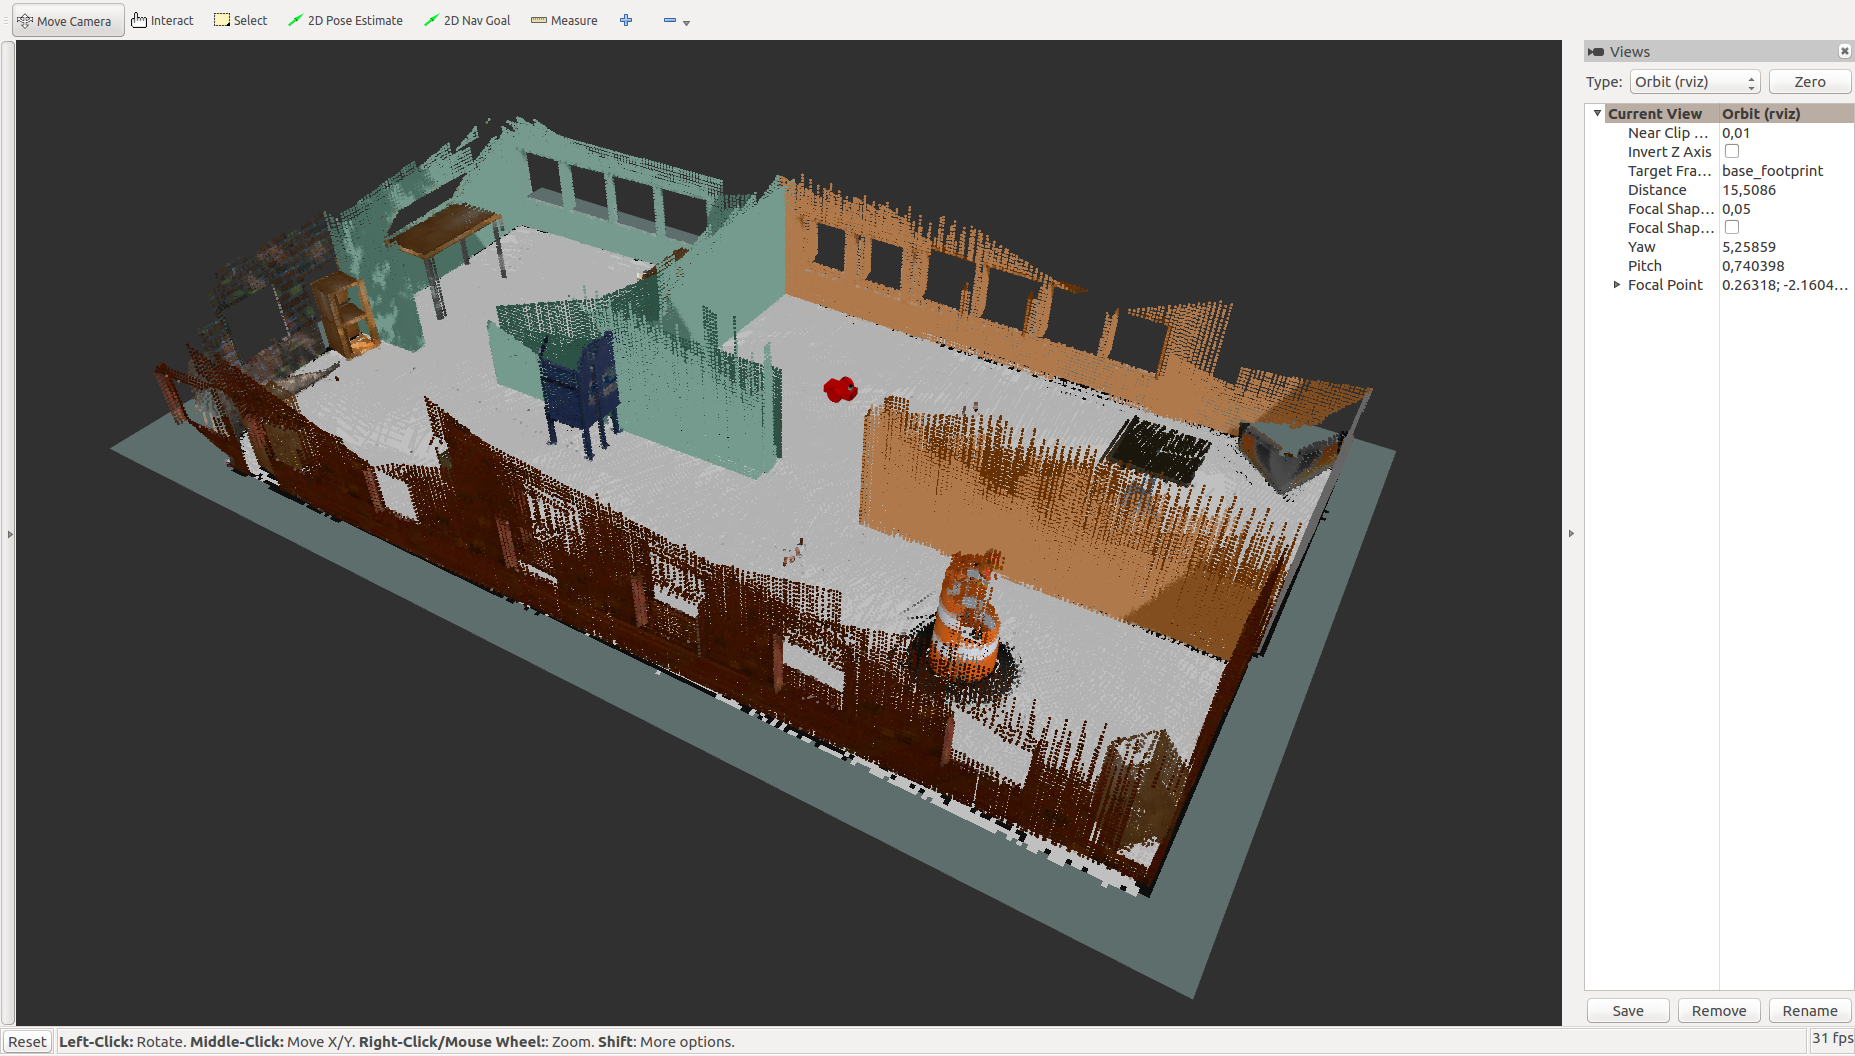 Move Camera Interact Select 2D Pose Estimate 2D Nav Goal Measure
Views
Type: Orbit (rviz) Zero
Current View Orbit (rviz)
Near Clip ... 0,01
Invert Z Axis
Target Fra... base_footprint
Distance 15,5086
Focal Shap... 0,05
Focal Shap...
Yaw 5,25859
Pitch 0,740398
Focal Point 0.26318; -2.1604...
Save Remove Rename
Reset Left-Click: Rotate. Middle-Click: Move X/Y. Right-Click/Mouse Wheel:: Zoom. Shift: More options. 31 fps